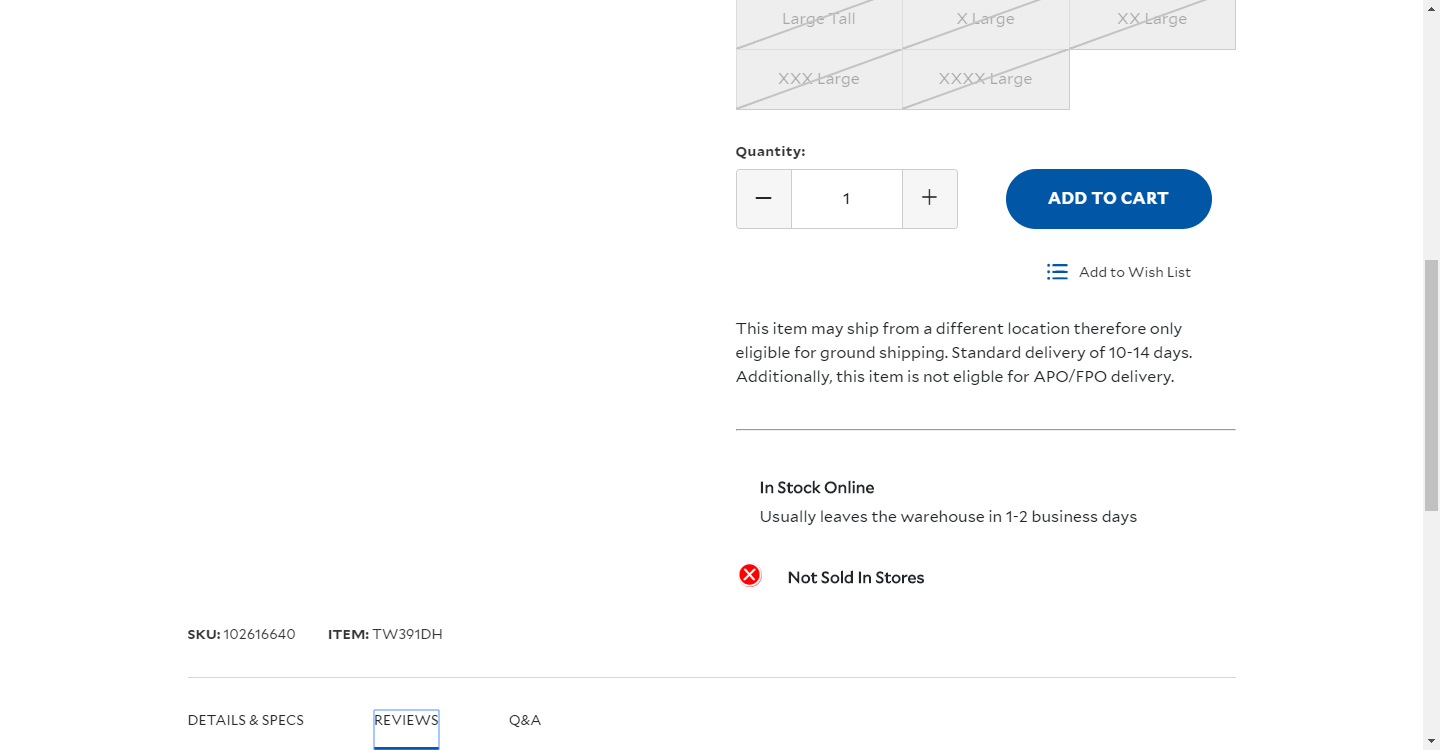 Large Tall
X Large
XX Large
XXX Large
XXXX Large
Quantity:
1
ADD TO CART
Add to Wish List
This item may ship from a different location therefore only
eligible for ground shipping. Standard delivery of 10-14 days.
Additionally, this item is not eligble for APO/FPO delivery.
In Stock Online
Usually leaves the warehouse in 1-2 business days
Not Sold In Stores
SKU: 102616640 ITEM: TW391DH
DETAILS & SPECS REVIEWS Q&A